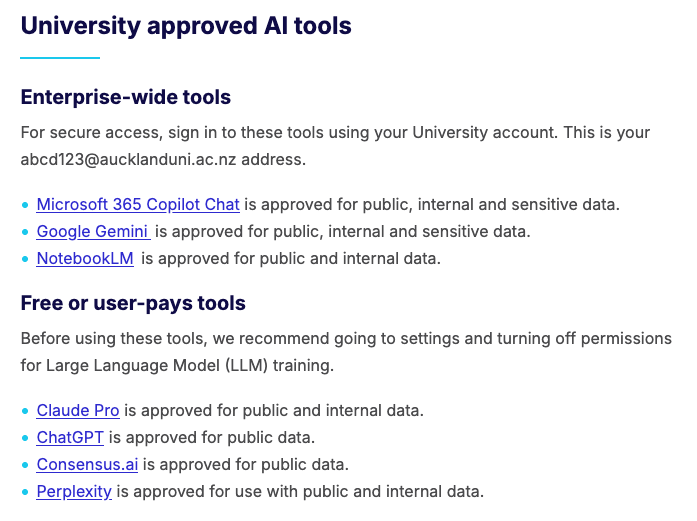 University approved AI tools
Enterprise-wide tools
For secure access, sign in to these tools using your University account. This is your
abcd123@aucklanduni.ac.nz address.
Microsoft 365 Copilot Chat is approved for public, internal and sensitive data.
Google Gemini is approved for public, internal and sensitive data.
NotebookLM is approved for public and internal data.
Free or user-pays tools
Before using these tools, we recommend going to settings and turning off permissions
for Large Language Model (LLM) training.
Claude Pro is approved for public and internal data.
ChatGPT is approved for public data.
Consensus.ai is approved for public data.
Perplexity is approved for use with public and internal data.